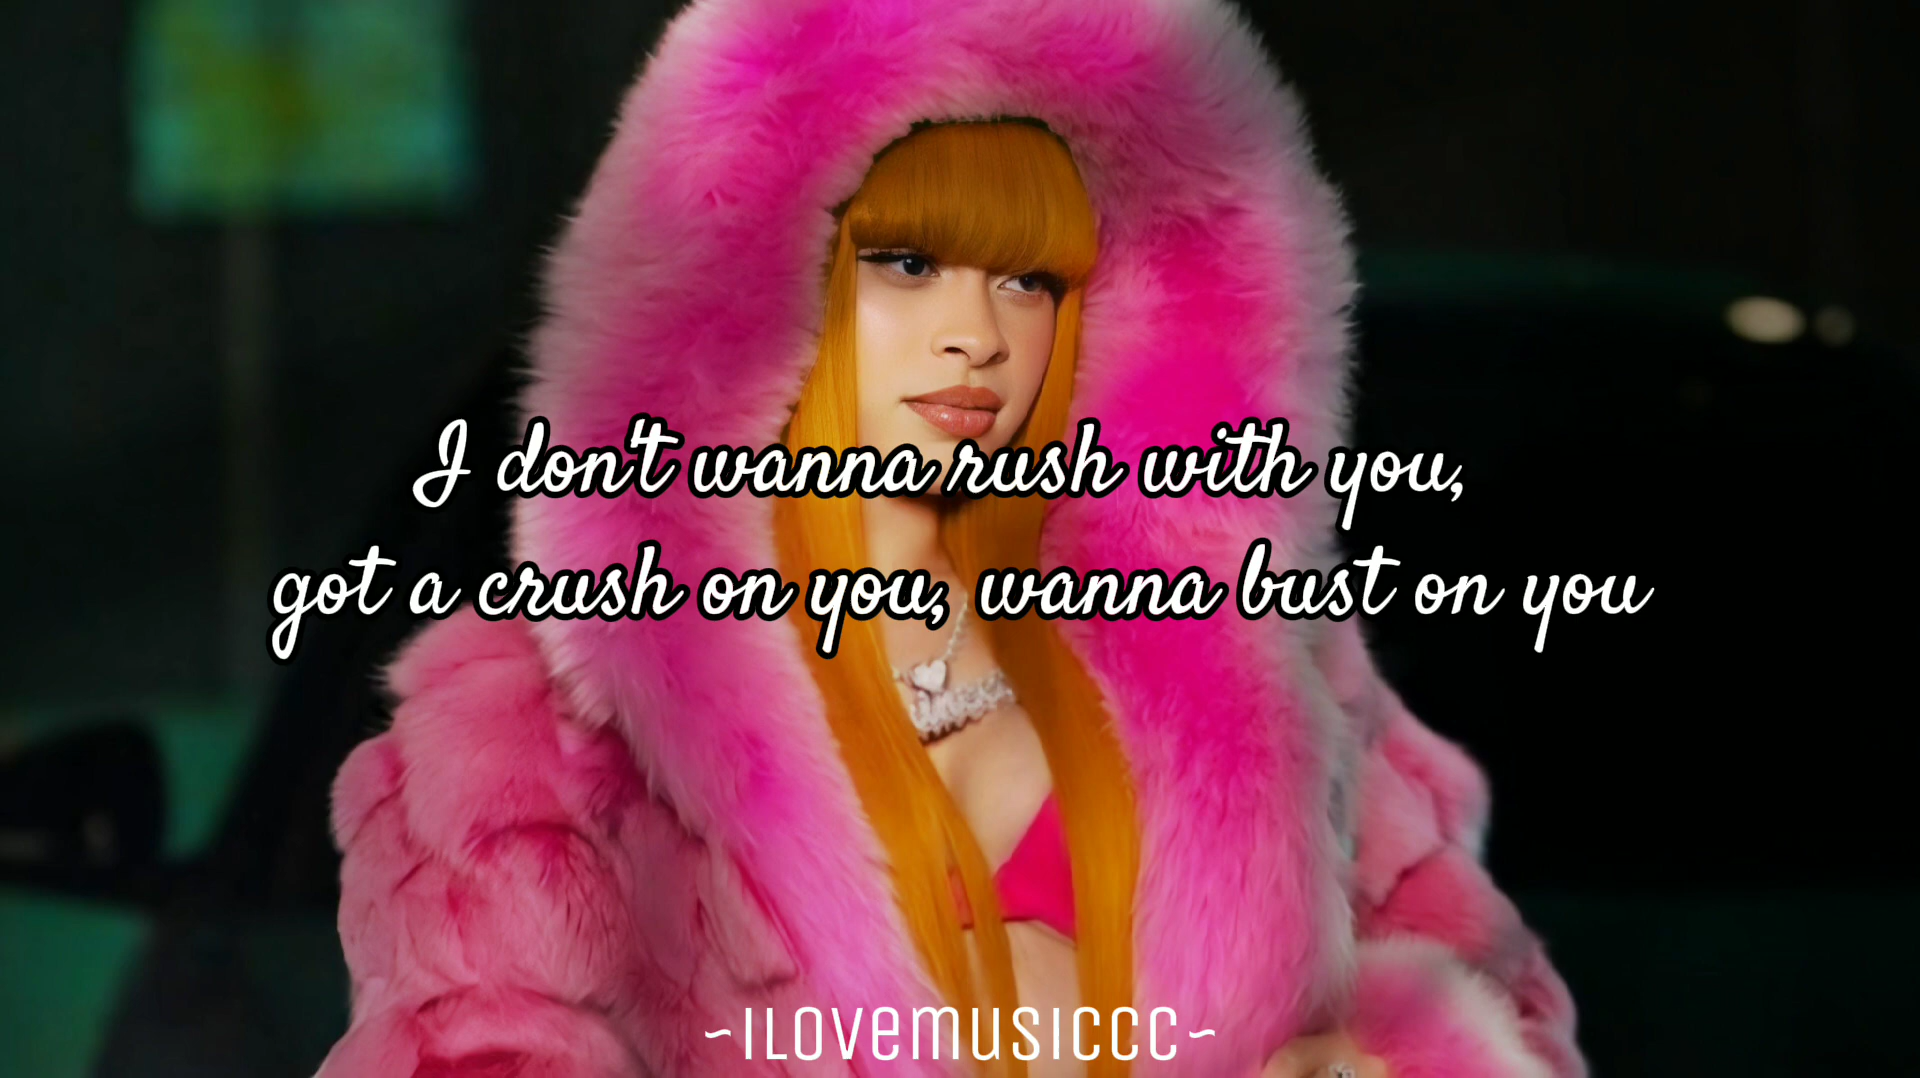 I don't wanna rush with you,
got a crush on you, wanna bust on you
~ILOVEMUSICCC~